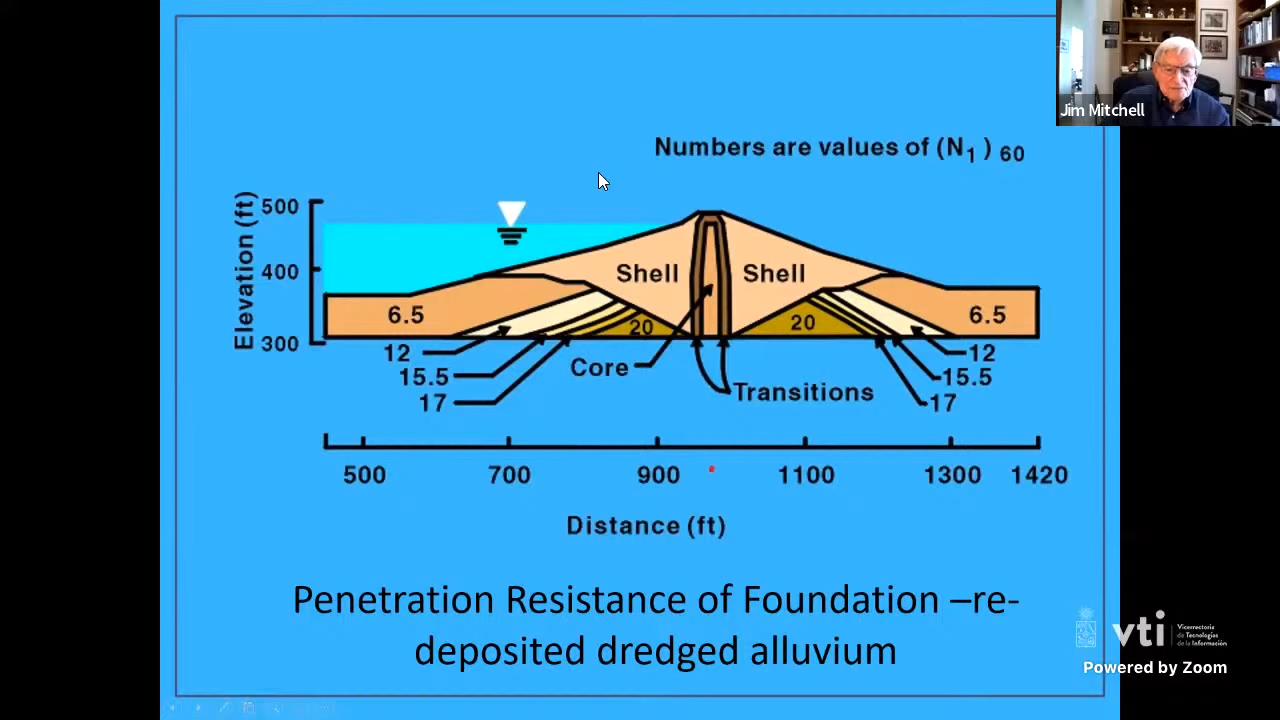 Jim Mitchell
Numbers are values of (N1) 60
Elevation (ft)
500
400
300
Shell
Shell
6.5
20
20
6.5
12
15.5
17
Core
Transitions
12
15.5
17
500
700
900
1100
1300
1420
Distance (ft)
Penetration Resistance of Foundation –re-
deposited dredged alluvium
vti
Vicerrectoría
de Tecnologías
de la Información
Powered by Zoom